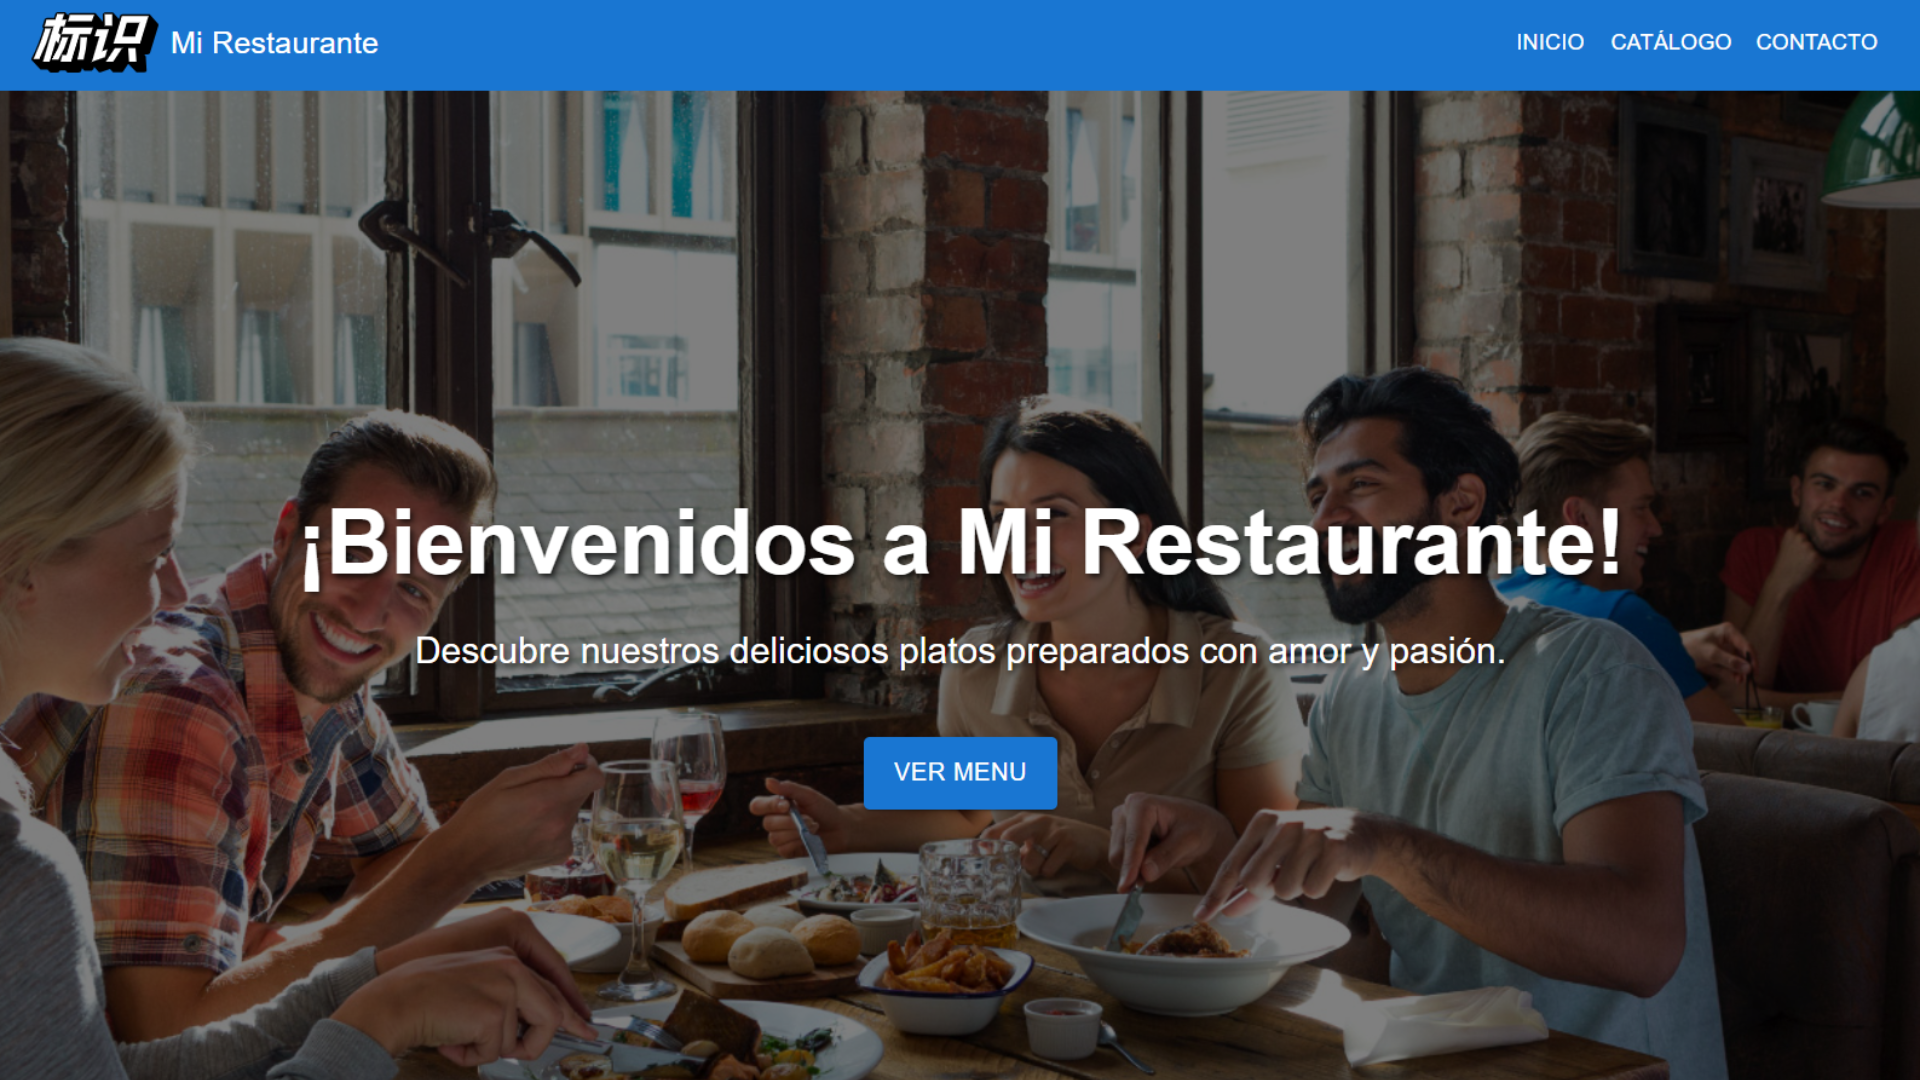 标识 Mi Restaurante
INICIO CATÁLOGO CONTACTO
¡Bienvenidos a Mi Restaurante!
Descubre nuestros deliciosos platos preparados con amor y pasión.
VER MENU